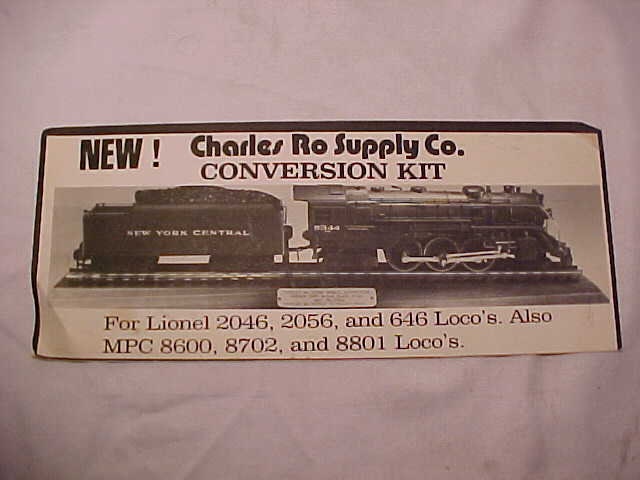 NEW! Charles Ro Supply Co.
CONVERSION KIT
NEW YORK CENTRAL
5344
For Lionel 2046, 2056, and 646 Loco's. Also
MPC 8600, 8702, and 8801 Loco's.